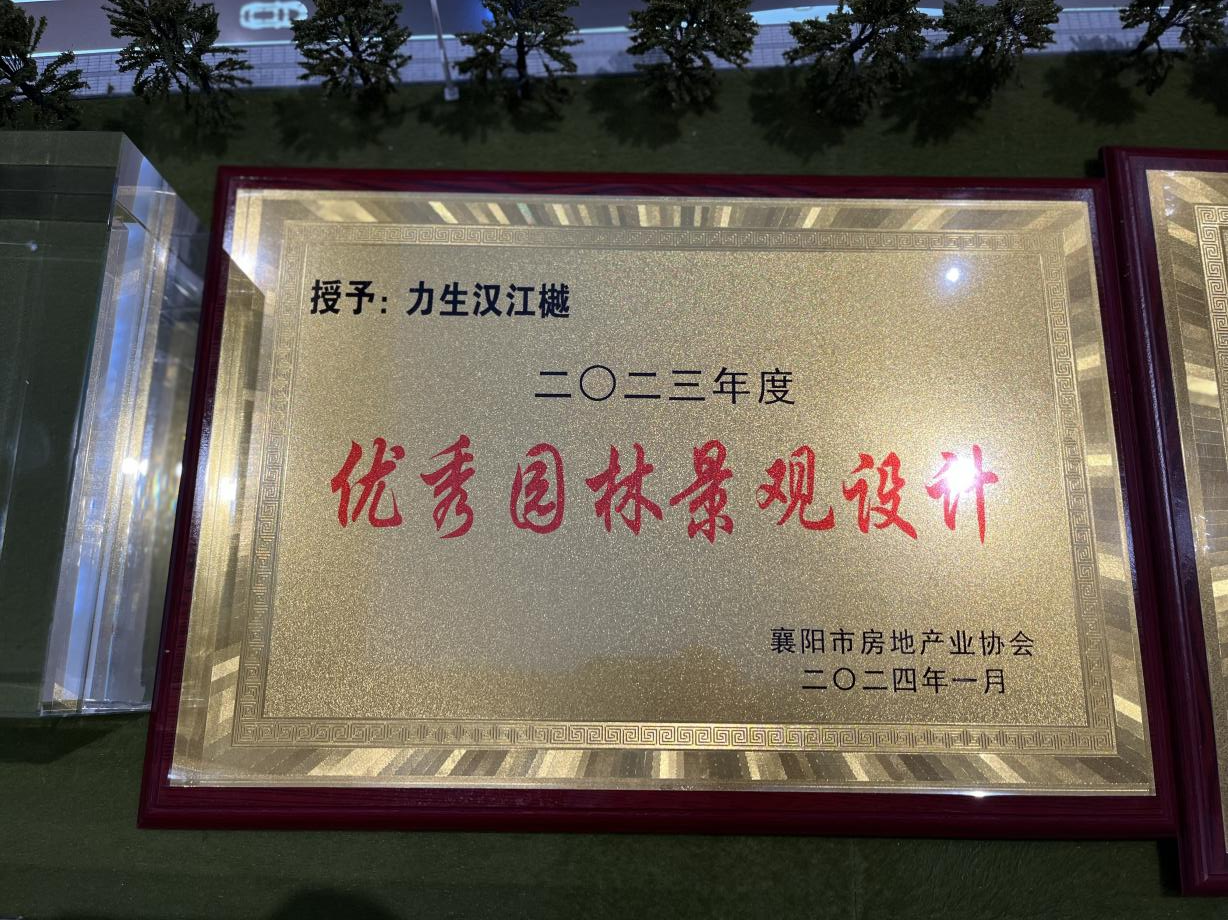 授予：力生汉江樾
二〇二三年度
优秀园林景观设计
襄阳市房地产业协会
二〇二四年一月